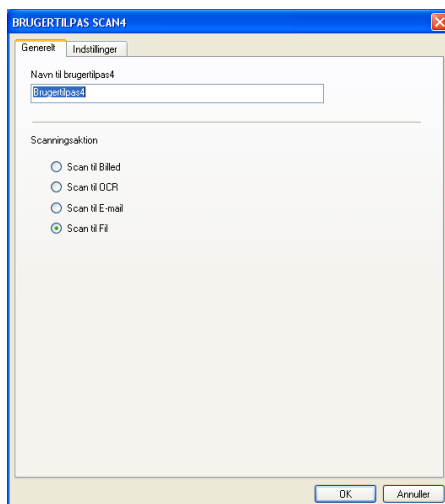 BRUGERTILPAS SCAN4
Generelt Indstillinger
Navn til brugertilpas4
Brugertilpas4
Scanningsaktion
Scan til Billed
Scan til OCR
Scan til E-mail
Scan til Fil
OK Annuller